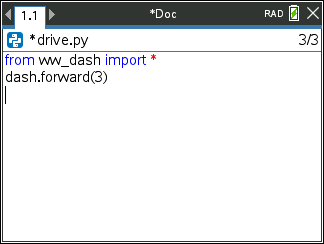 1.1
*Doc
RAD
*drive.py
3/3
from ww_dash import *
dash.forward(3)